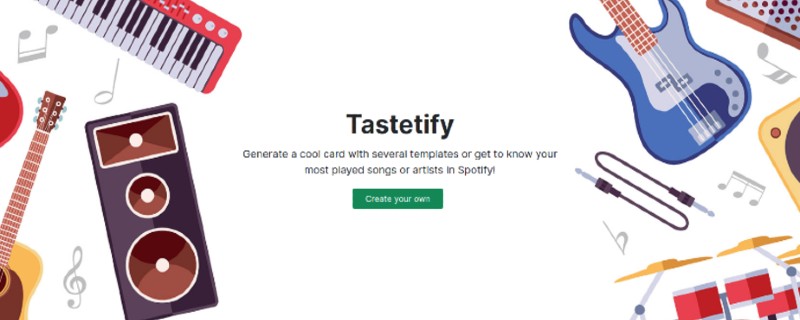 Tastetify
Generate a cool card with several templates or get to know your
most played songs or artists in Spotify!
Create your own